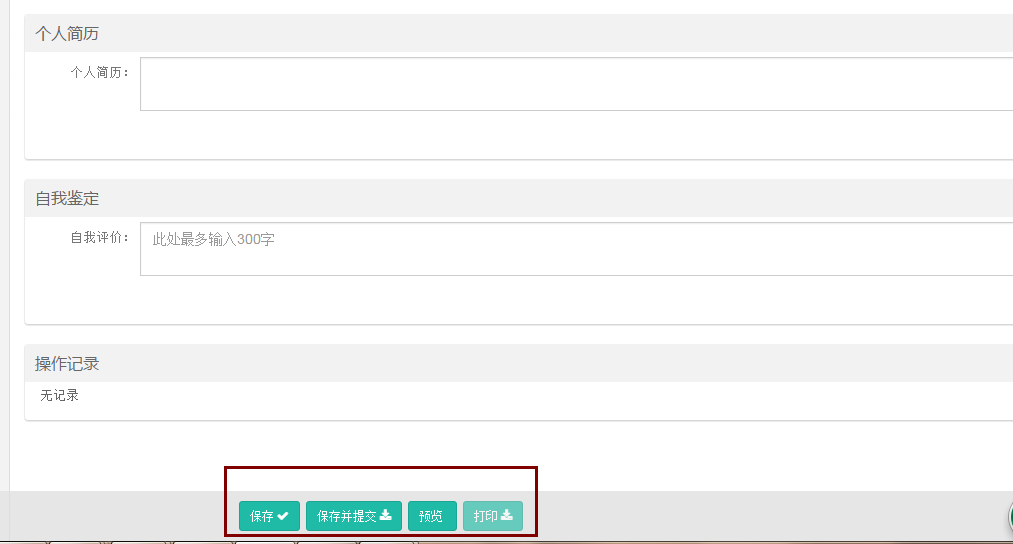 个人简历
个人简历：
自我鉴定
自我评价：
此处最多输入300字
操作记录
无记录
保存 保存并提交 预览 打印